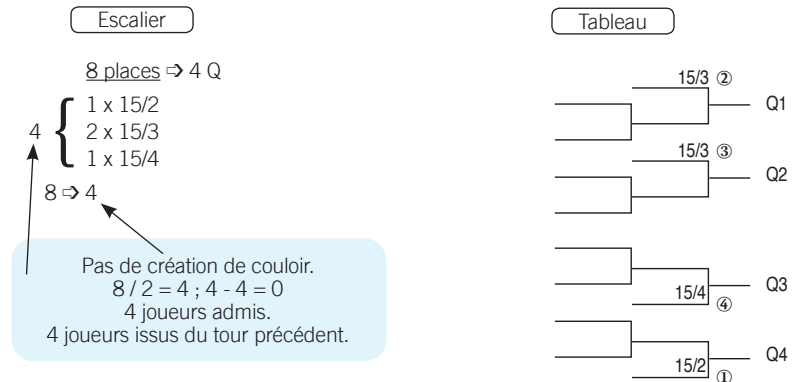 Escalier
8 places ➩ 4 Q
1 x 15/2
4
2 x 15/3
1 x 15/4
8 ➩ 4
Pas de création de couloir.
8 / 2 = 4 ; 4 - 4 = 0
4 joueurs admis.
4 joueurs issus du tour précédent.
Tableau
15/3 ②
Q1
15/3 ③
Q2
15/4 ④
Q3
15/2 ①
Q4